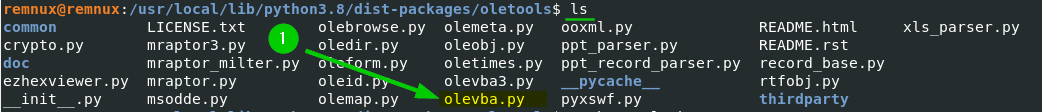 remnux@remnux:/usr/local/lib/python3.8/dist-packages/oletools$ ls
common LICENSE.txt olebrowse.py olemeta.py ooxml.py README.html xls_parser.py
crypto.py mraptor3.py oledir.py oleobj.py ppt_parser.py README.rst
doc mraptor_milter.py oleform.py oletimes.py ppt_record_parser.py record_base.py
ezhexviewer.py mraptor.py oleid.py olevba3.py __pycache__ rtfobj.py
__init__.py msodde.py olemap.py olevba.py pyxswf.py thirdparty
1